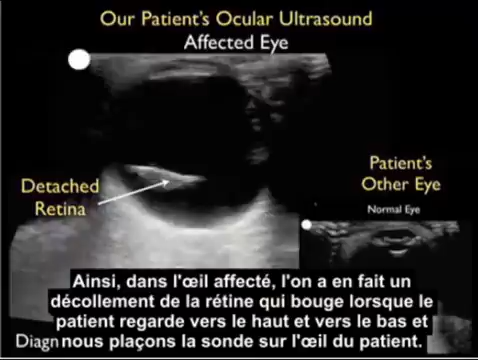 Our Patient's Ocular Ultrasound
Affected Eye
Detached
Retina
Patient's
Other Eye
Normal Eye
Ainsi, dans l'œil affecté, l'on a en fait un
décollement de la rétine qui bouge lorsque le
patient regarde vers le haut et vers le bas et
nous plaçons la sonde sur l'œil du patient.
Diagn